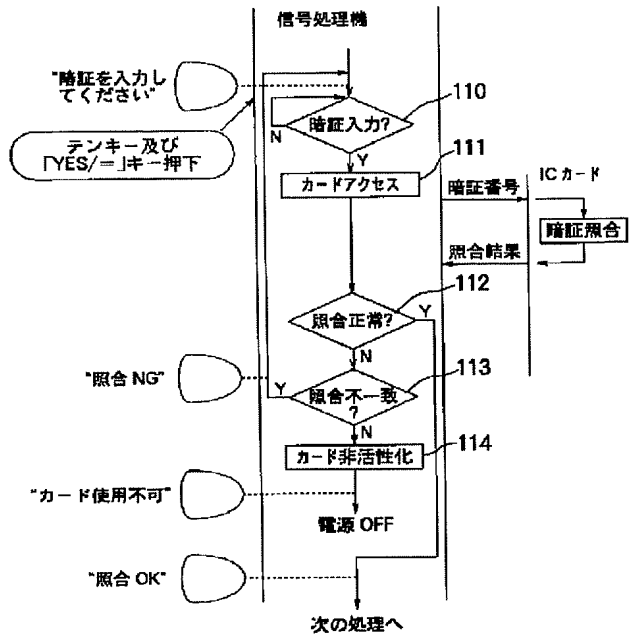 信号処理機
“暗証を入力し
てください”
110
暗証入力?
N
テンキー及び
「YES/=」キー押下
Y
111
カードアクセス
暗証番号
ICカード
暗証照合
照合結果
112
照合正常?
Y
N
113
“照合 NG”
Y
照合不一致
?
N
114
カード非活性化
“カード使用不可”
電源 OFF
“照合 OK”
次の処理へ